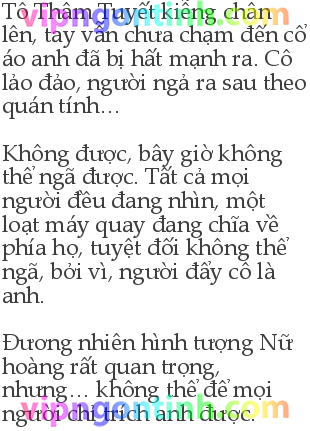 Tô Thâm Tuyết kiễng chân
lên, tay vẫn chưa chạm đến cổ
áo anh đã bị hất mạnh ra. Cô
lảo đảo, người ngả ra sau theo
quán tính…

Không được, bây giờ không
thể ngã được. Tất cả mọi
người đều đang nhìn, một
loạt máy quay đang chĩa về
phía họ, tuyệt đối không thể
ngã, bởi vì, người đẩy cô là
anh.

Đương nhiên hình tượng Nữ
hoàng rất quan trọng,
nhưng… không thể để mọi
người chỉ trích anh được.
vipngontinh.com
vipngontinh.com